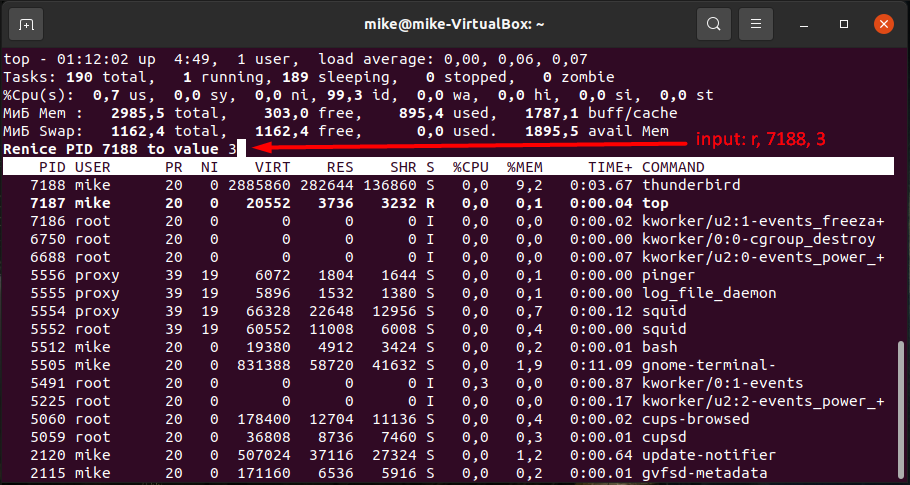 mike@mike-VirtualBox: ~
top - 01:12:02 up  4:49,  1 user,  load average: 0,00, 0,06, 0,07
Tasks: 190 total,   1 running, 189 sleeping,   0 stopped,   0 zombie
%Cpu(s):  0,7 us,  0,0 sy,  0,0 ni, 99,3 id,  0,0 wa,  0,0 hi,  0,0 si,  0,0 st
МиБ Mem :   2985,5 total,    303,0 free,    895,4 used,   1787,1 buff/cache
МиБ Swap:   1162,4 total,   1162,4 free,      0,0 used.   1895,5 avail Mem
Renice PID 7188 to value 3
input: r, 7188, 3
PID USER      PR  NI    VIRT    RES    SHR S  %CPU  %MEM     TIME+ COMMAND
7188 mike      20   0 2885860 282644 136860 S   0,0   9,2   0:03.67 thunderbird
7187 mike      20   0   20552   3736   3232 R   0,0   0,1   0:00.04 top
7186 root      20   0       0      0      0 I   0,0   0,0   0:00.02 kworker/u2:1-events_freeza+
6750 root      20   0       0      0      0 I   0,0   0,0   0:00.00 kworker/0:0-cgroup_destroy
6688 root      20   0       0      0      0 I   0,0   0,0   0:00.07 kworker/u2:0-events_power_+
5556 proxy     39  19    6072   1804   1644 S   0,0   0,1   0:00.00 pinger
5555 proxy     39  19    5896   1532   1380 S   0,0   0,1   0:00.00 log_file_daemon
5554 proxy     39  19   66328  22648  12956 S   0,0   0,7   0:00.12 squid
5552 root      39  19   60552  11008   6008 S   0,0   0,4   0:00.00 squid
5512 mike      20   0   19380   4912   3424 S   0,0   0,2   0:00.01 bash
5505 mike      20   0  831388  58720  41632 S   0,0   1,9   0:11.09 gnome-terminal-
5491 root      20   0       0      0      0 I   0,3   0,0   0:00.87 kworker/0:1-events
5225 root      20   0       0      0      0 I   0,0   0,0   0:00.17 kworker/u2:2-events_power_+
5060 root      20   0  178400  12704  11136 S   0,0   0,4   0:00.02 cups-browsed
5059 root      20   0   36808   8736   7460 S   0,0   0,3   0:00.01 cupsd
2120 mike      20   0  507024  37116  27324 S   0,0   1,2   0:00.64 update-notifier
2115 mike      20   0  171160   6536   5916 S   0,0   0,2   0:00.01 gvfsd-metadata